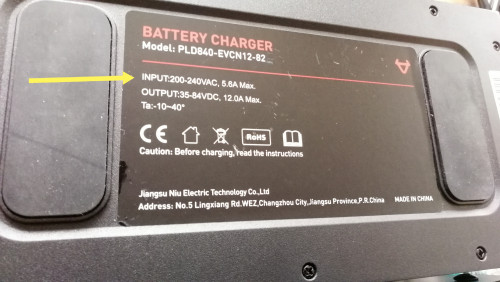 BATTERY CHARGER
Model: PLD840-EVCN12-82
INPUT:200-240VAC, 5.6A Max.
OUTPUT:35-84VDC, 12.0A Max.
Ta:-10~40°
CE
RoHS
Caution: Before charging, read the instructions
Jiangsu Niu Electric Technology Co.,Ltd
Address: No.5 Lingxiang Rd.WEZ,Changzhou City,Jiangsu Province,P.R.China
MADE IN CHINA